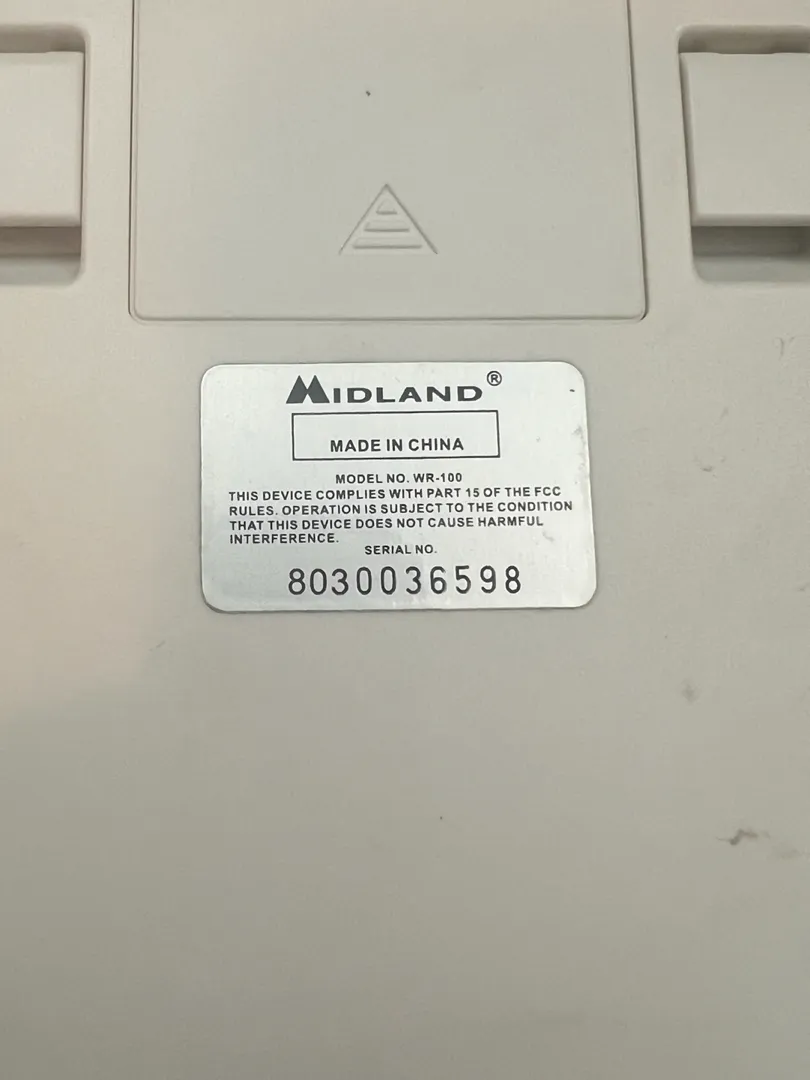 MIDLAND®
MADE IN CHINA
MODEL NO. WR-100
THIS DEVICE COMPLIES WITH PART 15 OF THE FCC
RULES. OPERATION IS SUBJECT TO THE CONDITION
THAT THIS DEVICE DOES NOT CAUSE HARMFUL
INTERFERENCE.
SERIAL NO.
8030036598